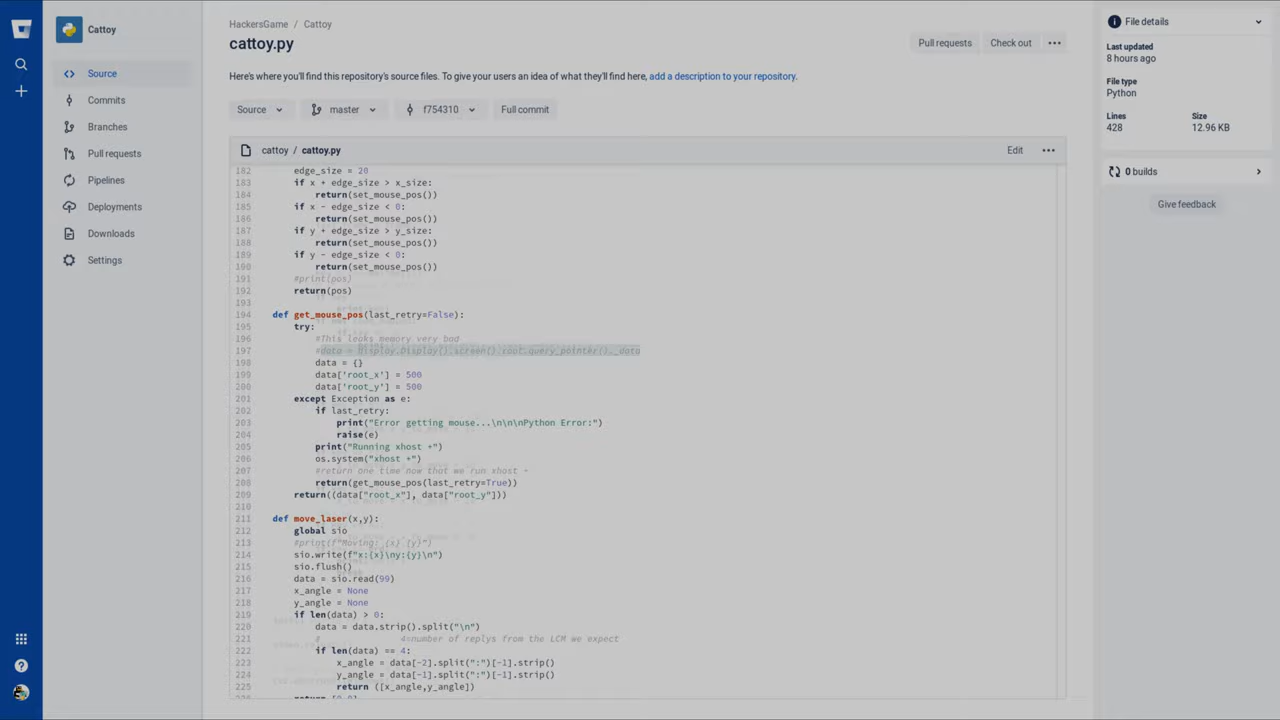 Cattoy
Source
Commits
Branches
Pull requests
Pipelines
Deployments
Downloads
Settings
HackersGame / Cattoy
cattoy.py
Pull requests
Check out
Here's where you'll find this repository's source files. To give your users an idea of what they'll find here, add a description to your repository.
Source
master
f754310
Full commit
cattoy / cattoy.py
Edit
182 edge_size = 20
183 if x + edge_size > x_size:
184 return(set_mouse_pos())
185 if x - edge_size < 0:
186 return(set_mouse_pos())
187 if y + edge_size > y_size:
188 return(set_mouse_pos())
189 if y - edge_size < 0:
190 return(set_mouse_pos())
191 #print(pos)
192 return(pos)
193
194 def get_mouse_pos(last_retry=False):
195 try:
196 #This leaks memory very bad
197 #data = Display.Display().screen().root.query_pointer()._data
198 data = {}
199 data['root_x'] = 500
200 data['root_y'] = 500
201 except Exception as e:
202 if last_retry:
203 print("Error getting mouse...\n\n\nPython Error:")
204 raise(e)
205 print("Running xhost +")
206 os.system("xhost +")
207 #return one time now that we run xhost +
208 return(get_mouse_pos(last_retry=True))
209 return((data["root_x"], data["root_y"]))
210
211 def move_laser(x,y):
212 global sio
213 #print(f"Moving: {x} {y}")
214 sio.write(f"x:{x}\ny:{y}\n")
215 sio.flush()
216 data = sio.read(99)
217 x_angle = None
218 y_angle = None
219 if len(data) > 0:
220 data = data.strip().split("\n")
221 # 4=number of replys from the LCM we expect
222 if len(data) == 4:
223 x_angle = data[-2].split(":")[-1].strip()
224 y_angle = data[-1].split(":")[-1].strip()
225 return ([x_angle,y_angle])
File details
Last updated
8 hours ago
File type
Python
Lines
428
Size
12.96 KB
0 builds
Give feedback